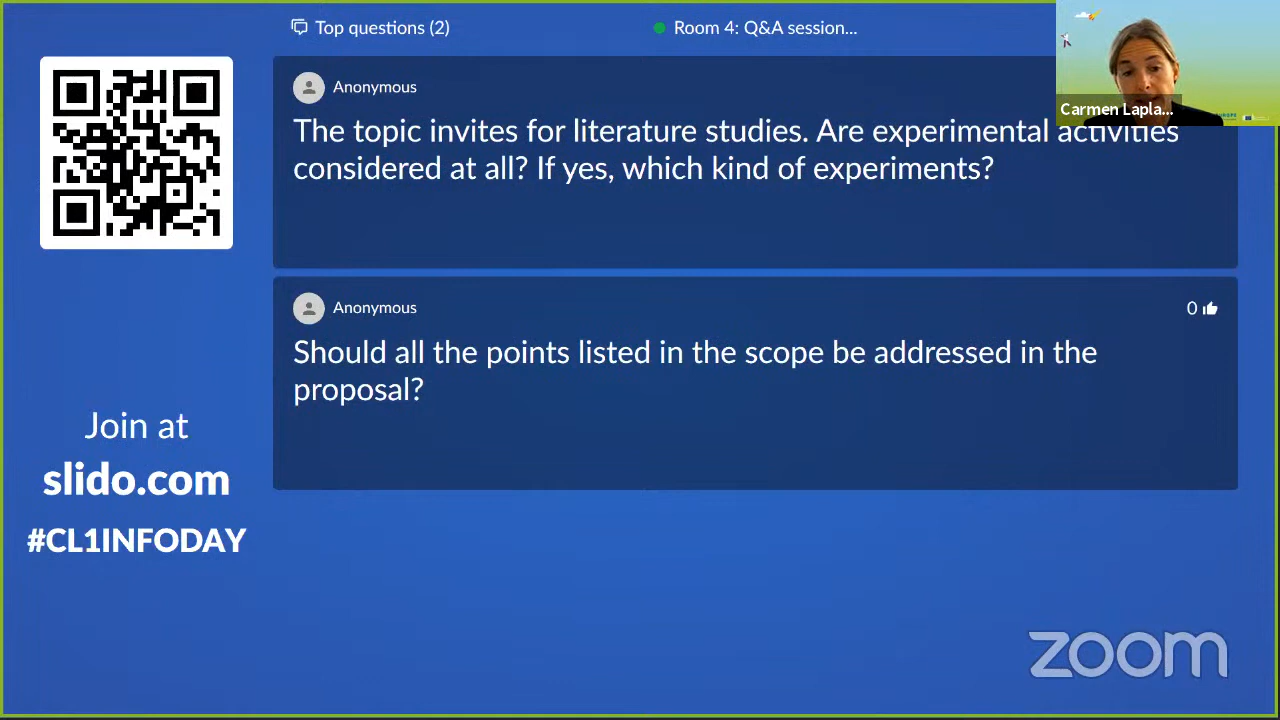 Top questions (2)
Room 4: Q&A session...
Carmen Lapla...
Anonymous
The topic invites for literature studies. Are experimental activities
considered at all? If yes, which kind of experiments?
Anonymous
0
Should all the points listed in the scope be addressed in the
proposal?
Join at
slido.com
#CL1INFODAY
zoom